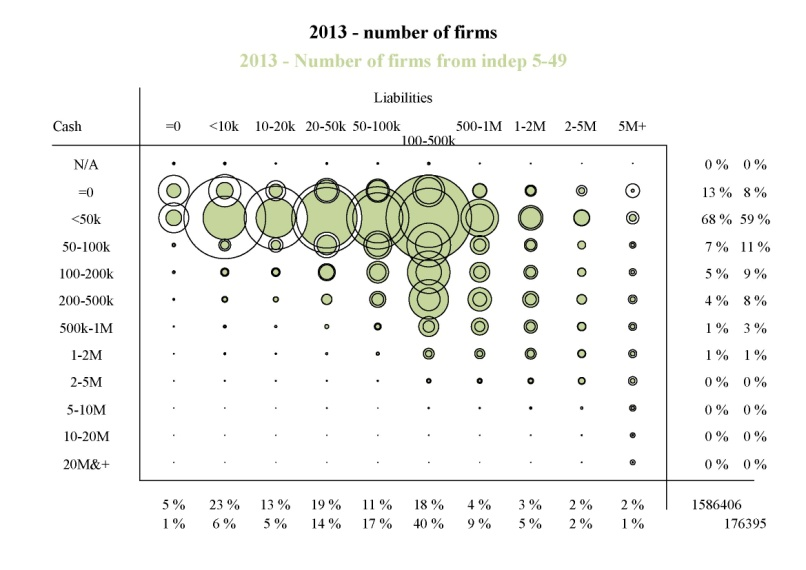 2013 - number of firms
2013 - Number of firms from indep 5-49
Liabilities
Cash =0 <10k 10-20k 20-50k 50-100k 100-500k 500-1M 1-2M 2-5M 5M+
N/A 0 % 0 %
=0 13 % 8 %
<50k 68 % 59 %
50-100k 7 % 11 %
100-200k 5 % 9 %
200-500k 4 % 8 %
500k-1M 1 % 3 %
1-2M 1 % 1 %
2-5M 0 % 0 %
5-10M 0 % 0 %
10-20M 0 % 0 %
20M&+ 0 % 0 %
5 % 23 % 13 % 19 % 11 % 18 % 4 % 3 % 2 % 2 % 1586406
1 % 6 % 5 % 14 % 17 % 40 % 9 % 5 % 2 % 1 % 176395